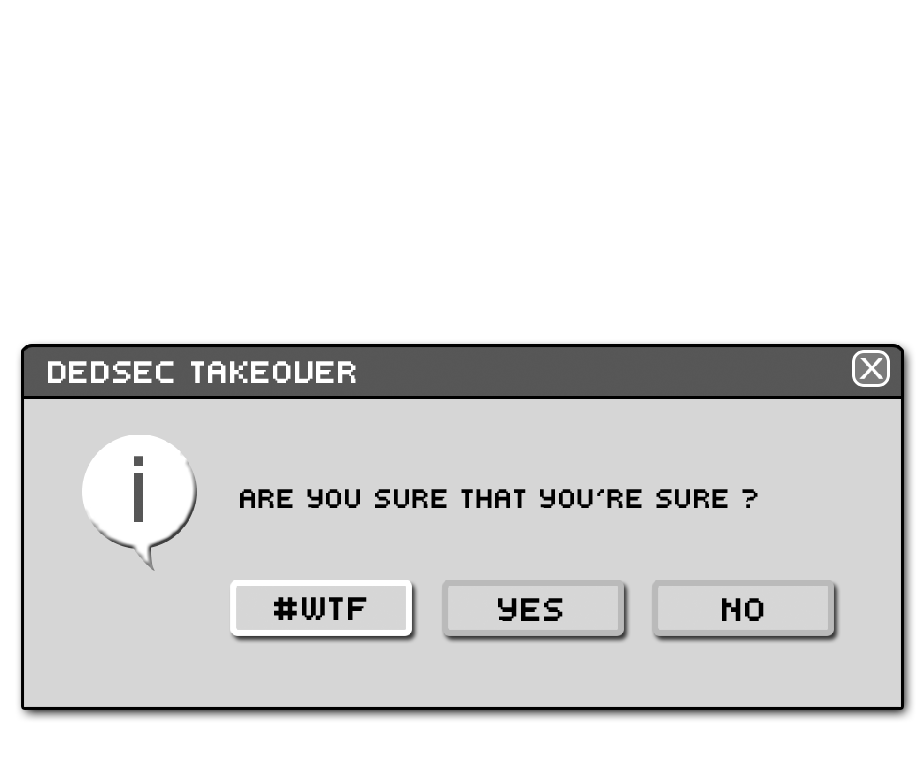 DEDSEC TAKEOVER
X
i
ARE YOU SURE THAT YOU'RE SURE ?
#WTF YES NO